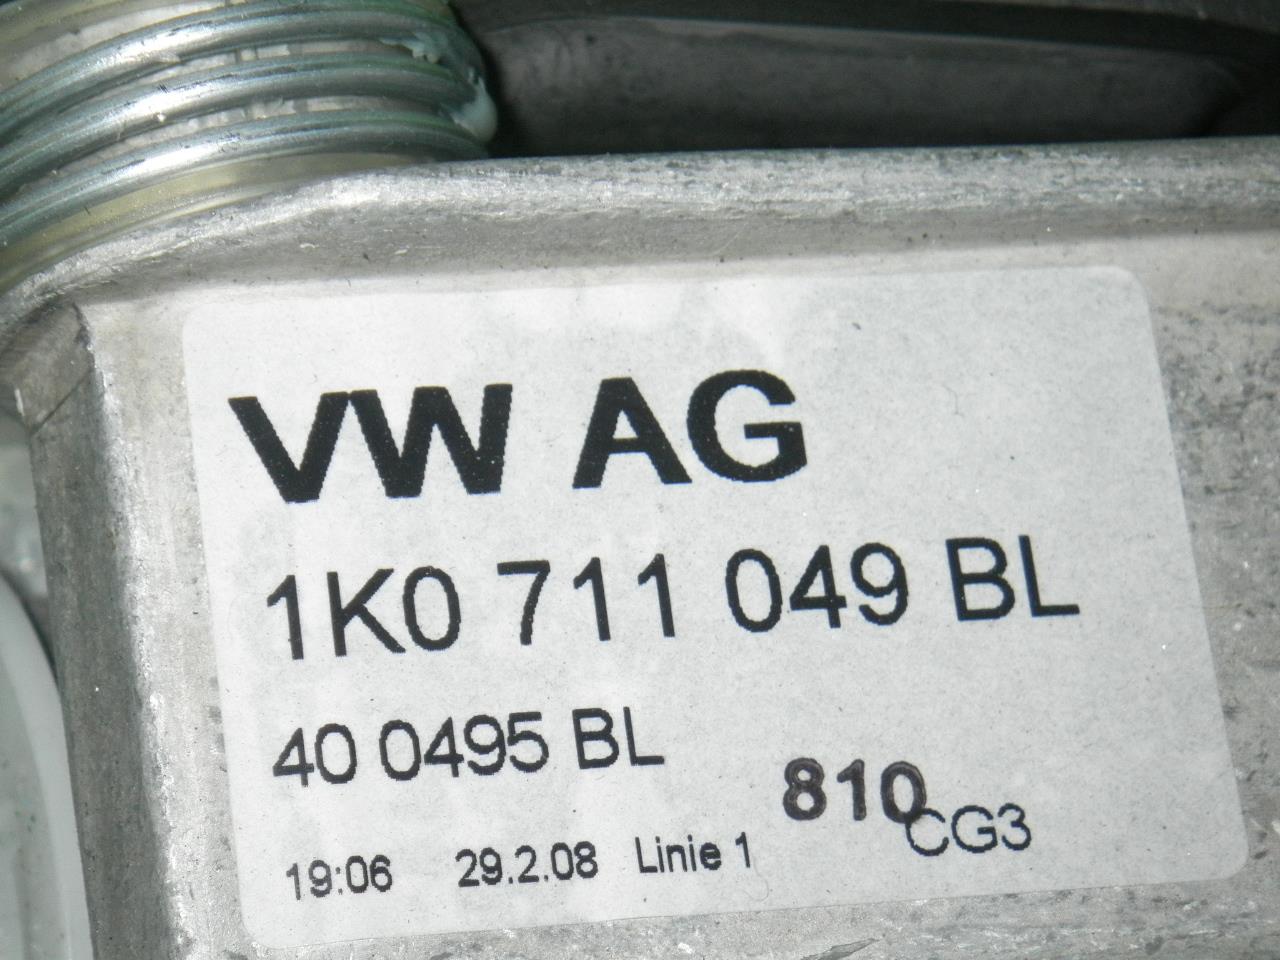 VW AG
1K0 711 049 BL
40 0495 BL
810
CG3
19:06 29.2.08 Linie 1